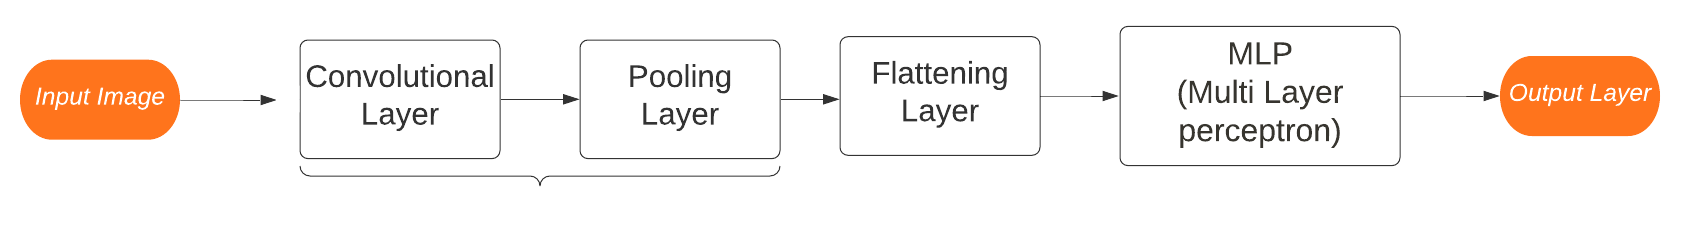 Input Image
Convolutional
Layer
Pooling
Layer
Flattening
Layer
MLP
(Multi Layer
perceptron)
Output Layer